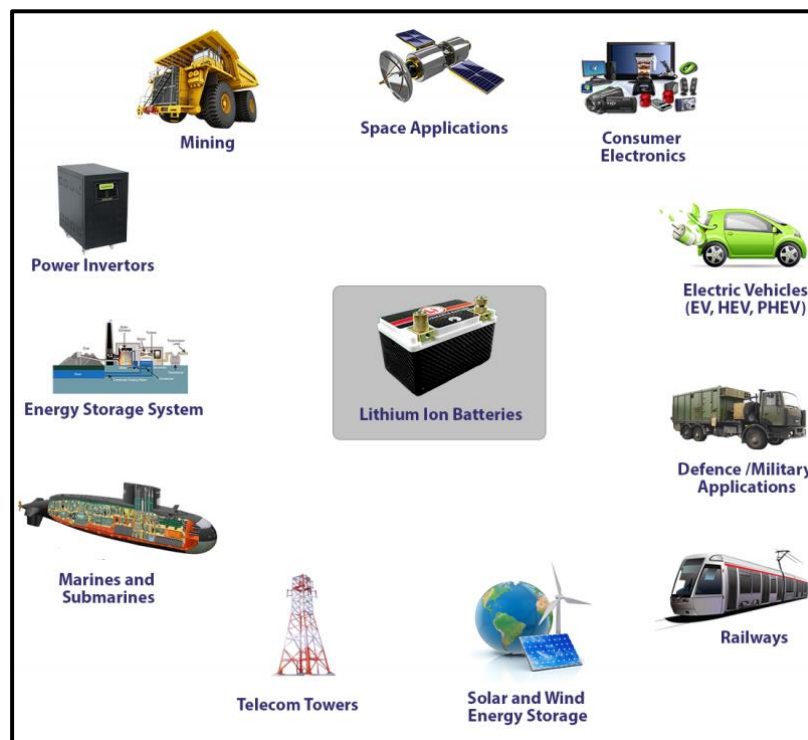 Mining
Space Applications
Consumer
Electronics
Power Invertors
Electric Vehicles
(EV, HEV, PHEV)
Lithium Ion Batteries
Energy Storage System
Defence /Military
Applications
Marines and
Submarines
Railways
Telecom Towers
Solar and Wind
Energy Storage